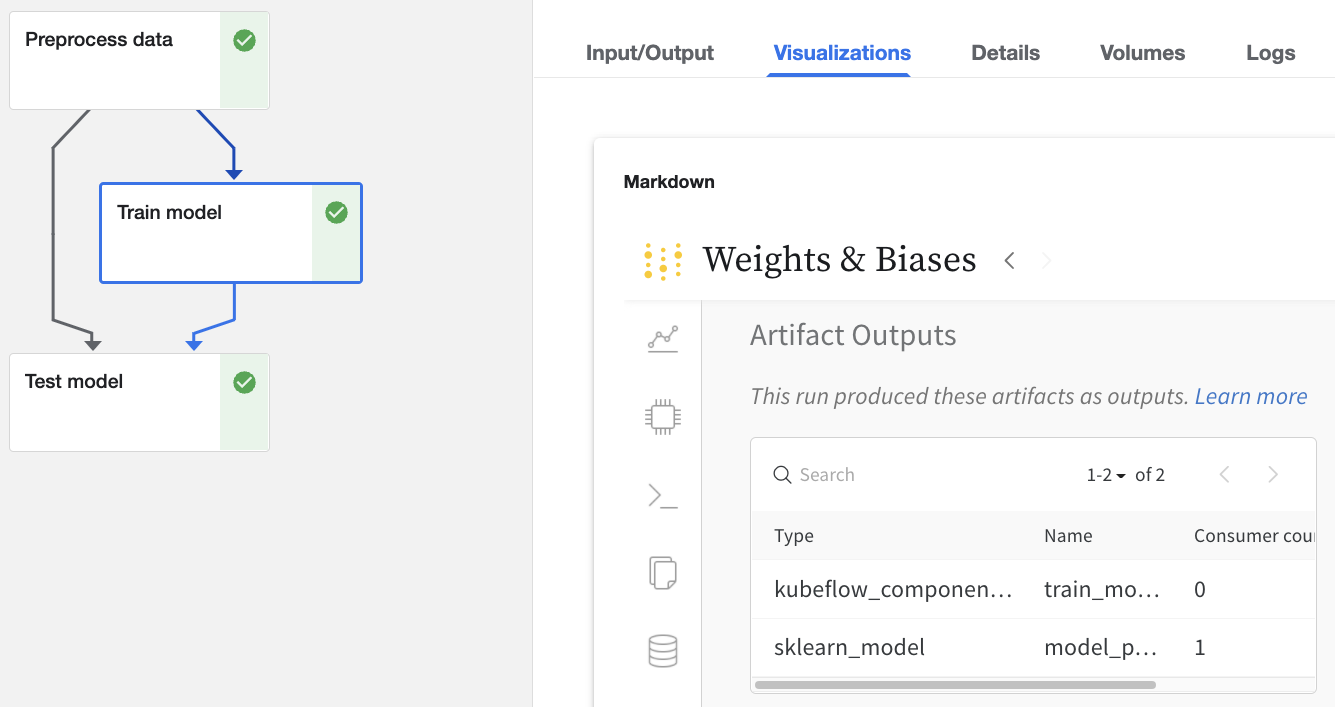 Preprocess data
Train model
Test model
Input/Output Visualizations Details Volumes Logs
Markdown
Weights & Biases
Artifact Outputs
This run produced these artifacts as outputs. Learn more
Search 1-2 of 2
Type Name Consumer cou
kubeflow_componen... train_mo... 0
sklearn_model model_p... 1